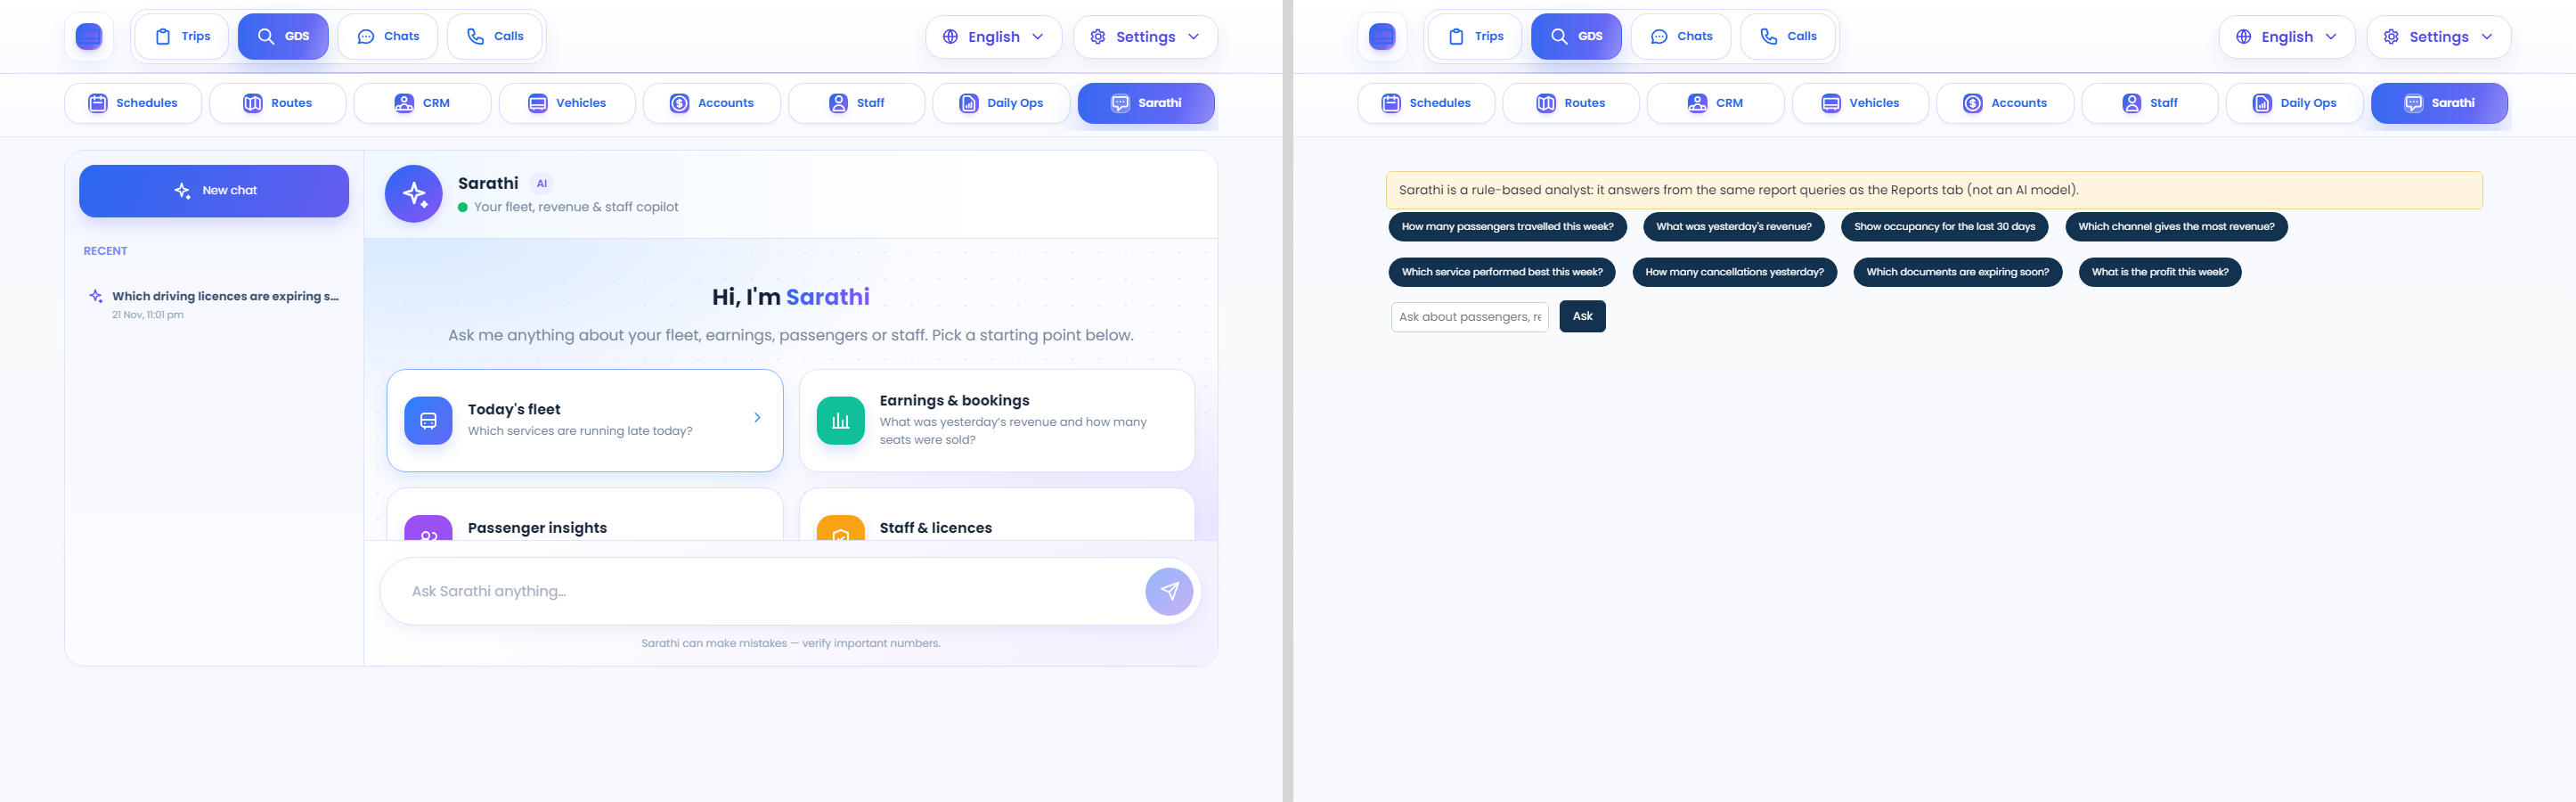 Trips GDS Chats Calls English Settings
Schedules Routes CRM Vehicles Accounts Staff Daily Ops Sarathi
New chat
RECENT
Which driving licences are expiring s...
21 Nov, 11:01 pm
Sarathi AI
Your fleet, revenue & staff copilot
Hi, I'm Sarathi
Ask me anything about your fleet, earnings, passengers or staff. Pick a starting point below.
Today's fleet
Which services are running late today?
Earnings & bookings
What was yesterday's revenue and how many
seats were sold?
Passenger insights
Staff & licences
Ask Sarathi anything...
Sarathi can make mistakes — verify important numbers.
Trips GDS Chats Calls English Settings
Schedules Routes CRM Vehicles Accounts Staff Daily Ops Sarathi
Sarathi is a rule-based analyst: it answers from the same report queries as the Reports tab (not an AI model).
How many passengers travelled this week? What was yesterday's revenue? Show occupancy for the last 30 days Which channel gives the most revenue?
Which service performed best this week? How many cancellations yesterday? Which documents are expiring soon? What is the profit this week?
Ask about passengers, re Ask